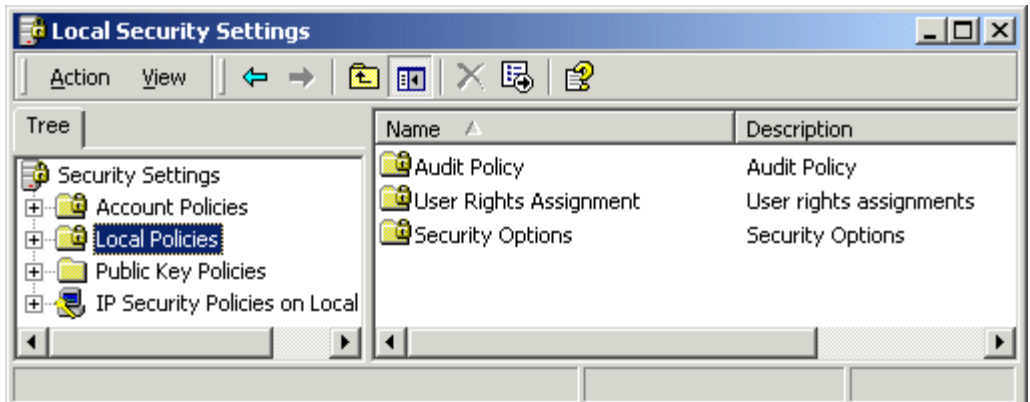 Local Security Settings
Action View
Tree
Security Settings
Account Policies
Local Policies
Public Key Policies
IP Security Policies on Local
Name Description
Audit Policy Audit Policy
User Rights Assignment User rights assignments
Security Options Security Options